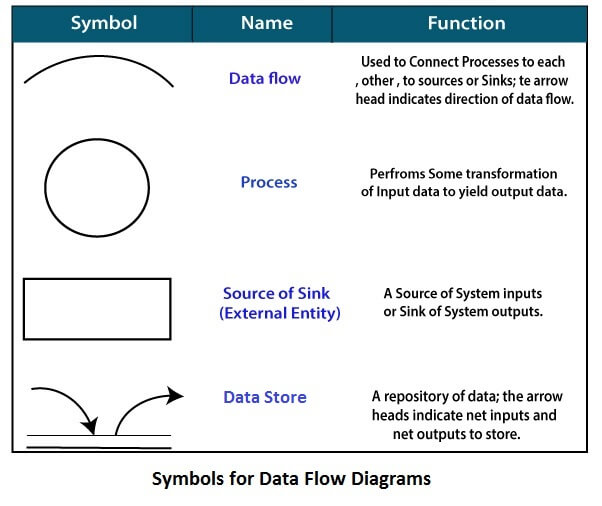 Symbol Name Function
Data flow
Used to Connect Processes to each
, other , to sources or Sinks; te arrow
head indicates direction of data flow.
Process
Perfroms Some transformation
of Input data to yield output data.
Source of Sink
(External Entity)
A Source of System inputs
or Sink of System outputs.
Data Store
A repository of data; the arrow
heads indicate net inputs and
net outputs to store.
Symbols for Data Flow Diagrams